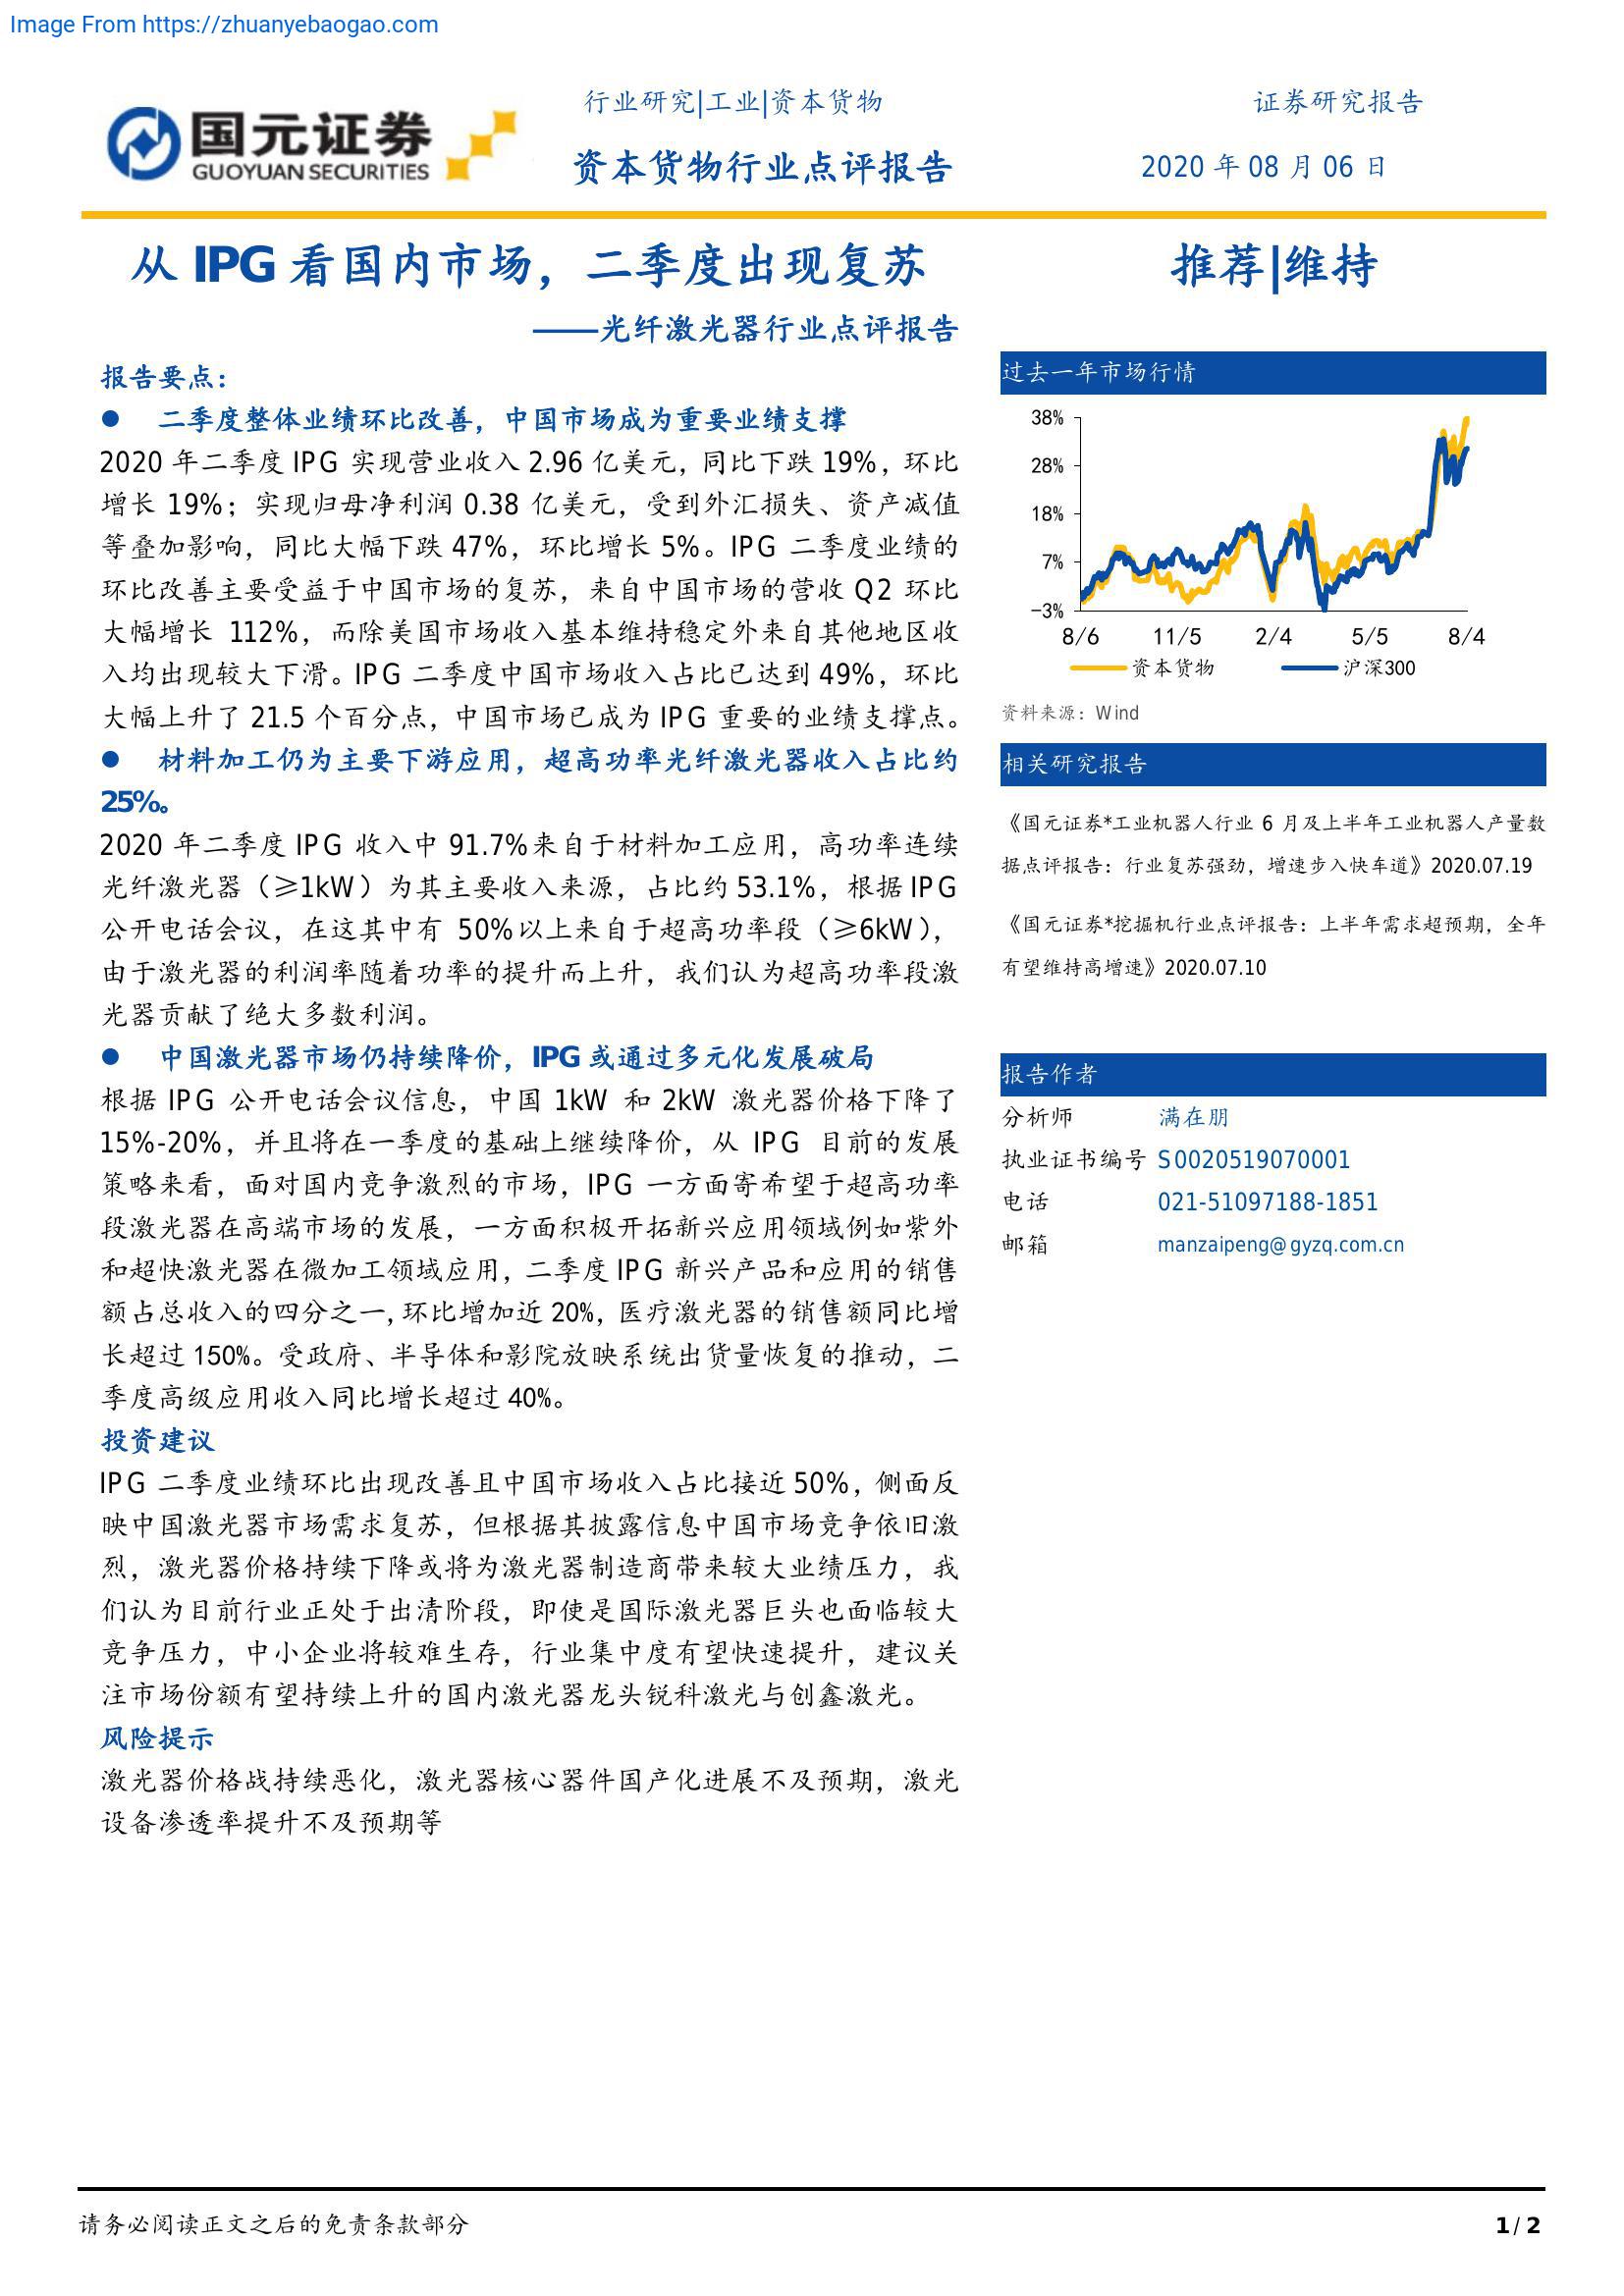 Image From https://zhuanyebaogao.com
国元证券
GUOYUAN SECURITIES
行业研究|工业|资本货物
证券研究报告
资本货物行业点评报告
2020 年 08 月 06 日
从 IPG 看国内市场，二季度出现复苏
——光纤激光器行业点评报告
报告要点：
● 二季度整体业绩环比改善，中国市场成为重要业绩支撑
2020 年二季度 IPG 实现营业收入 2.96 亿美元，同比下跌 19%，环比
增长 19%；实现归母净利润 0.38 亿美元，受到外汇损失、资产减值
等叠加影响，同比大幅下跌 47%，环比增长 5%。IPG 二季度业绩的
环比改善主要受益于中国市场的复苏，来自中国市场的营收 Q2 环比
大幅增长 112%，而除美国市场收入基本维持稳定外来自其他地区收
入均出现较大下滑。IPG 二季度中国市场收入占比已达到 49%，环比
大幅上升了 21.5 个百分点，中国市场已成为 IPG 重要的业绩支撑点。
● 材料加工仍为主要下游应用，超高功率光纤激光器收入占比约
25%。
2020 年二季度 IPG 收入中 91.7%来自于材料加工应用，高功率连续
光纤激光器（≥1kW）为其主要收入来源，占比约 53.1%，根据 IPG
公开电话会议，在这其中有 50%以上来自于超高功率段（≥6kW），
由于激光器的利润率随着功率的提升而上升，我们认为超高功率段激
光器贡献了绝大多数利润。
● 中国激光器市场仍持续降价，IPG 或通过多元化发展破局
根据 IPG 公开电话会议信息，中国 1kW 和 2kW 激光器价格下降了
15%-20%，并且将在一季度的基础上继续降价，从 IPG 目前的发展
策略来看，面对国内竞争激烈的市场，IPG 一方面寄希望于超高功率
段激光器在高端市场的发展，一方面积极开拓新兴应用领域例如紫外
和超快激光器在微加工领域应用，二季度 IPG 新兴产品和应用的销售
额占总收入的四分之一,环比增加近 20%，医疗激光器的销售额同比增
长超过 150%。受政府、半导体和影院放映系统出货量恢复的推动，二
季度高级应用收入同比增长超过 40%。
投资建议
IPG 二季度业绩环比出现改善且中国市场收入占比接近 50%，侧面反
映中国激光器市场需求复苏，但根据其披露信息中国市场竞争依旧激
烈，激光器价格持续下降或将为激光器制造商带来较大业绩压力，我
们认为目前行业正处于出清阶段，即使是国际激光器巨头也面临较大
竞争压力，中小企业将较难生存，行业集中度有望快速提升，建议关
注市场份额有望持续上升的国内激光器龙头锐科激光与创鑫激光。
风险提示
激光器价格战持续恶化，激光器核心器件国产化进展不及预期，激光
设备渗透率提升不及预期等
推荐|维持
过去一年市场行情
38%
28%
18%
7%
-3%
8/6 11/5 2/4 5/5 8/4
资本货物 沪深300
资料来源：Wind
相关研究报告
《国元证券*工业机器人行业 6 月及上半年工业机器人产量数
据点评报告：行业复苏强劲，增速步入快车道》2020.07.19
《国元证券*挖掘机行业点评报告：上半年需求超预期，全年
有望维持高增速》2020.07.10
报告作者
分析师 满在朋
执业证书编号 S0020519070001
电话 021-51097188-1851
邮箱 manzaipeng@gyzq.com.cn
请务必阅读正文之后的免责条款部分
1 / 2